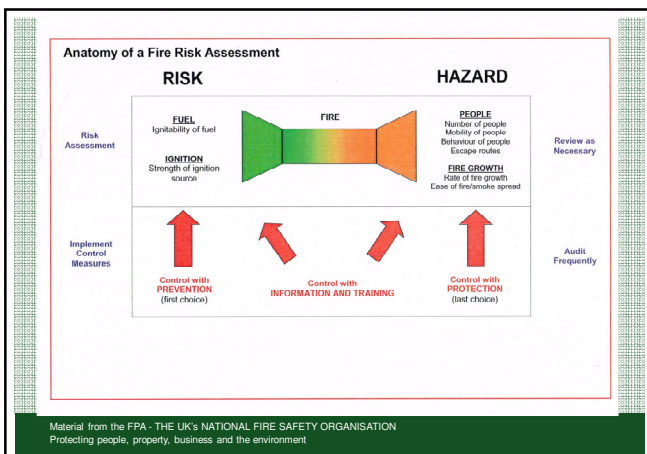 Anatomy of a Fire Risk Assessment
RISK
HAZARD
Risk
Assessment
FUEL
Ignitability of fuel
IGNITION
Strength of ignition
source
FIRE
PEOPLE
Number of people
Mobility of people
Behaviour of people
Escape routes
FIRE GROWTH
Rate of fire growth
Ease of fire/smoke spread
Review as
Necessary
Implement
Control
Measures
Control with
PREVENTION
(first choice)
Control with
INFORMATION AND TRAINING
Control with
PROTECTION
(last choice)
Audit
Frequently
Material from the FPA - THE UK's NATIONAL FIRE SAFETY ORGANISATION
Protecting people, property, business and the environment